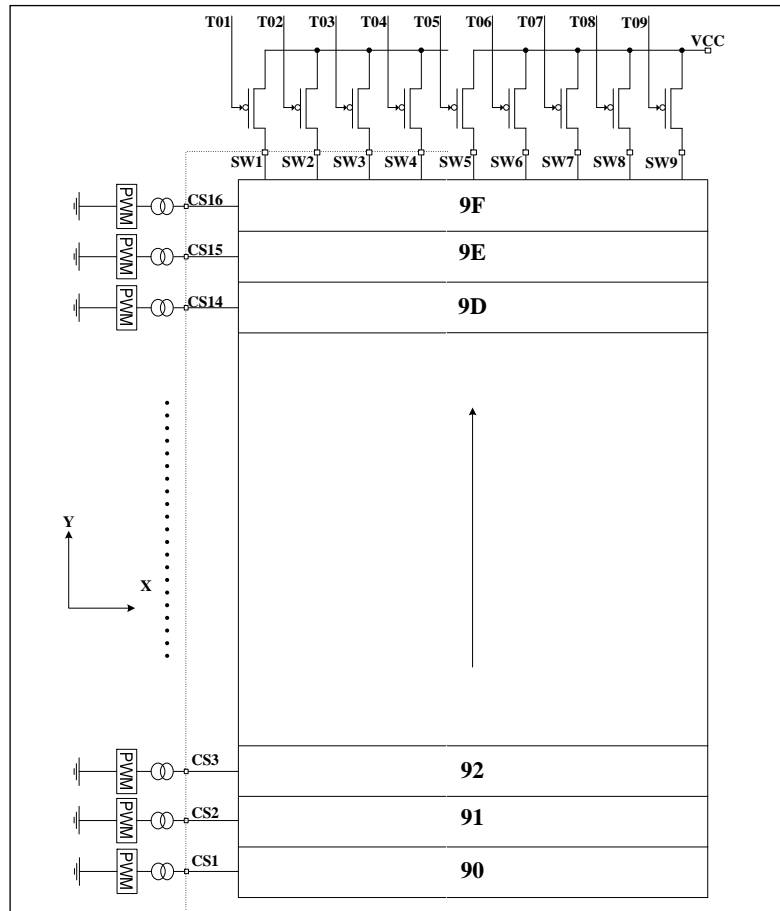 T01 T02 T03 T04 T05 T06 T07 T08 T09
VCC
SW1 SW2 SW3 SW4 SW5 SW6 SW7 SW8 SW9
PWM CS16 9F
PWM CS15 9E
PWM CS14 9D
Y
X
PWM CS3 92
PWM CS2 91
PWM CS1 90